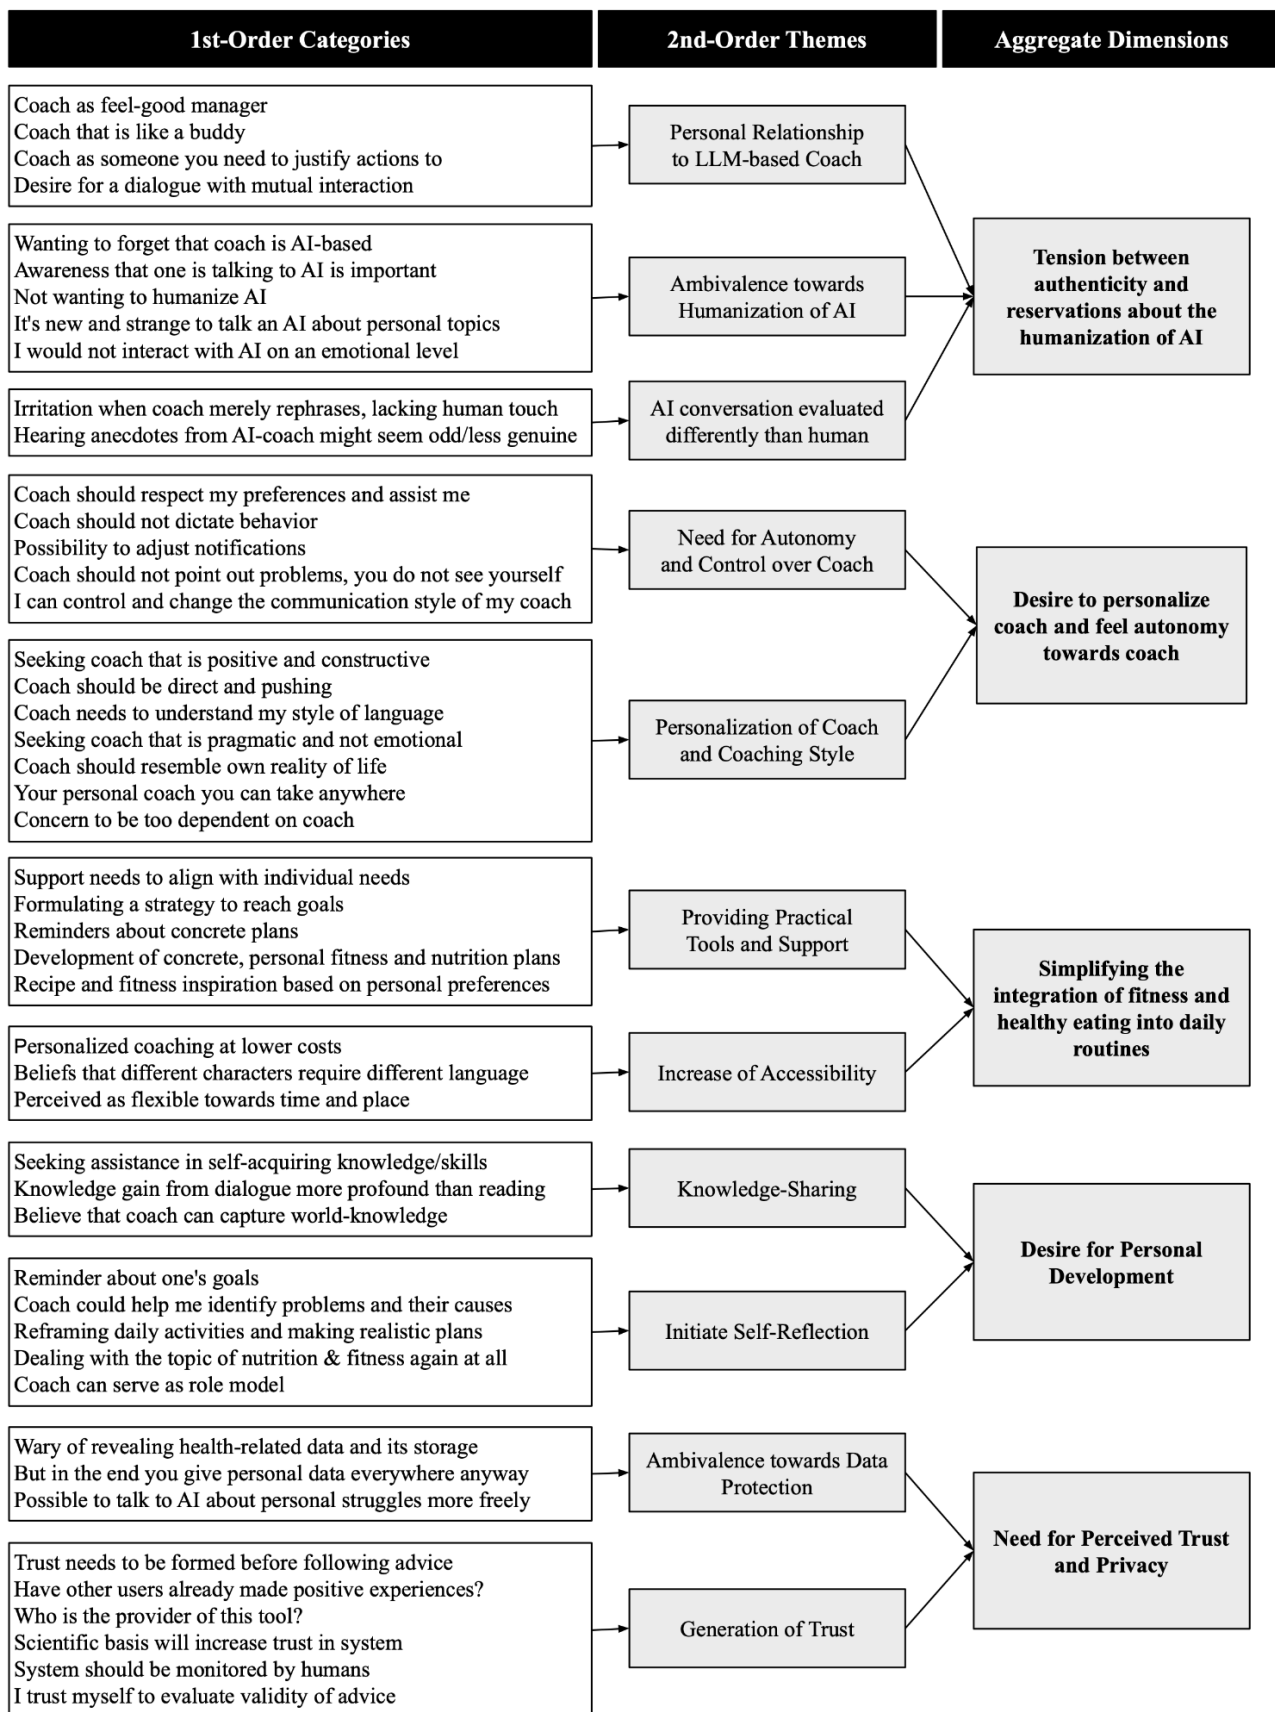 1st-Order Categories
2nd-Order Themes
Aggregate Dimensions
Coach as feel-good manager
Coach that is like a buddy
Coach as someone you need to justify actions to
Desire for a dialogue with mutual interaction
Personal Relationship
to LLM-based Coach
Wanting to forget that coach is AI-based
Awareness that one is talking to AI is important
Not wanting to humanize AI
It's new and strange to talk an AI about personal topics
I would not interact with AI on an emotional level
Ambivalence towards
Humanization of AI
Irritation when coach merely rephrases, lacking human touch
Hearing anecdotes from AI-coach might seem odd/less genuine
AI conversation evaluated
differently than human
Tension between
authenticity and
reservations about the
humanization of AI
Coach should respect my preferences and assist me
Coach should not dictate behavior
Possibility to adjust notifications
Coach should not point out problems, you do not see yourself
I can control and change the communication style of my coach
Need for Autonomy
and Control over Coach
Seeking coach that is positive and constructive
Coach should be direct and pushing
Coach needs to understand my style of language
Seeking coach that is pragmatic and not emotional
Coach should resemble own reality of life
Your personal coach you can take anywhere
Concern to be too dependent on coach
Personalization of Coach
and Coaching Style
Desire to personalize
coach and feel autonomy
towards coach
Support needs to align with individual needs
Formulating a strategy to reach goals
Reminders about concrete plans
Development of concrete, personal fitness and nutrition plans
Recipe and fitness inspiration based on personal preferences
Providing Practical
Tools and Support
Personalized coaching at lower costs
Beliefs that different characters require different language
Perceived as flexible towards time and place
Increase of Accessibility
Simplifying the
integration of fitness and
healthy eating into daily
routines
Seeking assistance in self-acquiring knowledge/skills
Knowledge gain from dialogue more profound than reading
Believe that coach can capture world-knowledge
Knowledge-Sharing
Reminder about one's goals
Coach could help me identify problems and their causes
Reframing daily activities and making realistic plans
Dealing with the topic of nutrition & fitness again at all
Coach can serve as role model
Initiate Self-Reflection
Desire for Personal
Development
Wary of revealing health-related data and its storage
But in the end you give personal data everywhere anyway
Possible to talk to AI about personal struggles more freely
Ambivalence towards Data
Protection
Trust needs to be formed before following advice
Have other users already made positive experiences?
Who is the provider of this tool?
Scientific basis will increase trust in system
System should be monitored by humans
I trust myself to evaluate validity of advice
Generation of Trust
Need for Perceived Trust
and Privacy